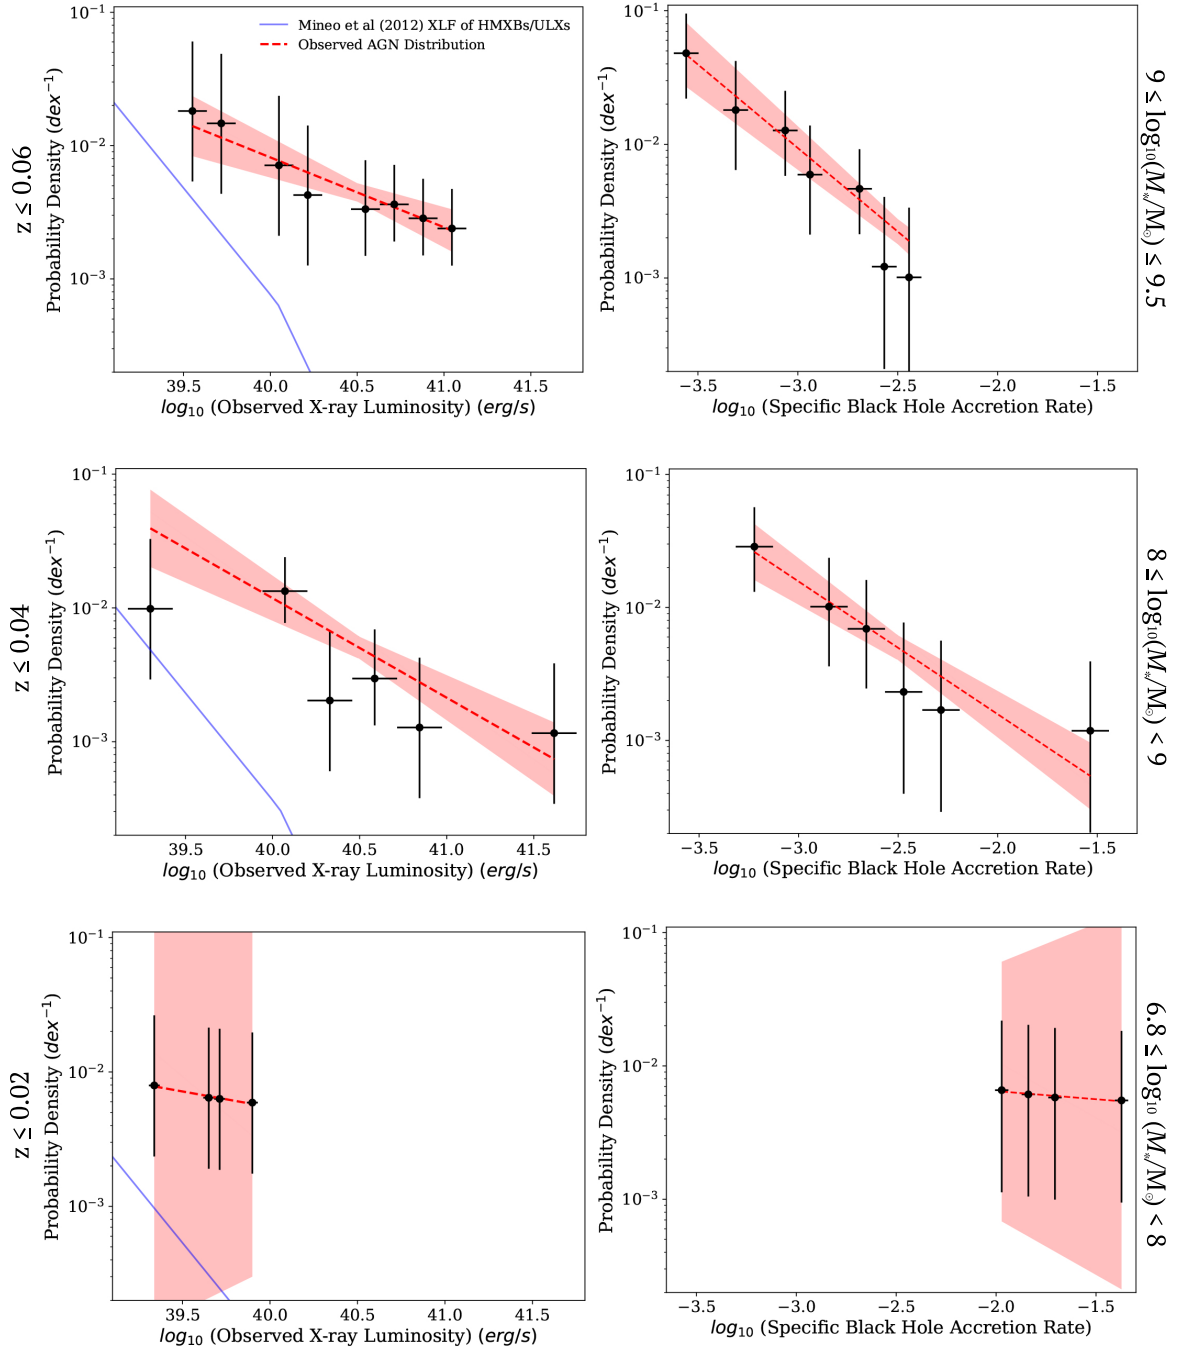 Mineo et al (2012) XLF of HMXBs/ULXs
Observed AGN Distribution
z ≤ 0.06
Probability Density (dex⁻¹)
10⁻¹
10⁻²
10⁻³
39.5 40.0 40.5 41.0 41.5
log₁₀ (Observed X-ray Luminosity) (erg/s)
Probability Density (dex⁻¹)
10⁻¹
10⁻²
10⁻³
−3.5 −3.0 −2.5 −2.0 −1.5
log₁₀ (Specific Black Hole Accretion Rate)
9 ≤ log₁₀(M*/M⊙) ≤ 9.5
z ≤ 0.04
Probability Density (dex⁻¹)
10⁻¹
10⁻²
10⁻³
39.5 40.0 40.5 41.0 41.5
log₁₀ (Observed X-ray Luminosity) (erg/s)
Probability Density (dex⁻¹)
10⁻¹
10⁻²
10⁻³
−3.5 −3.0 −2.5 −2.0 −1.5
log₁₀ (Specific Black Hole Accretion Rate)
8 ≤ log₁₀(M*/M⊙) < 9
z ≤ 0.02
Probability Density (dex⁻¹)
10⁻¹
10⁻²
10⁻³
39.5 40.0 40.5 41.0 41.5
log₁₀ (Observed X-ray Luminosity) (erg/s)
Probability Density (dex⁻¹)
10⁻¹
10⁻²
10⁻³
−3.5 −3.0 −2.5 −2.0 −1.5
log₁₀ (Specific Black Hole Accretion Rate)
6.8 ≤ log₁₀ (M*/M⊙) < 8